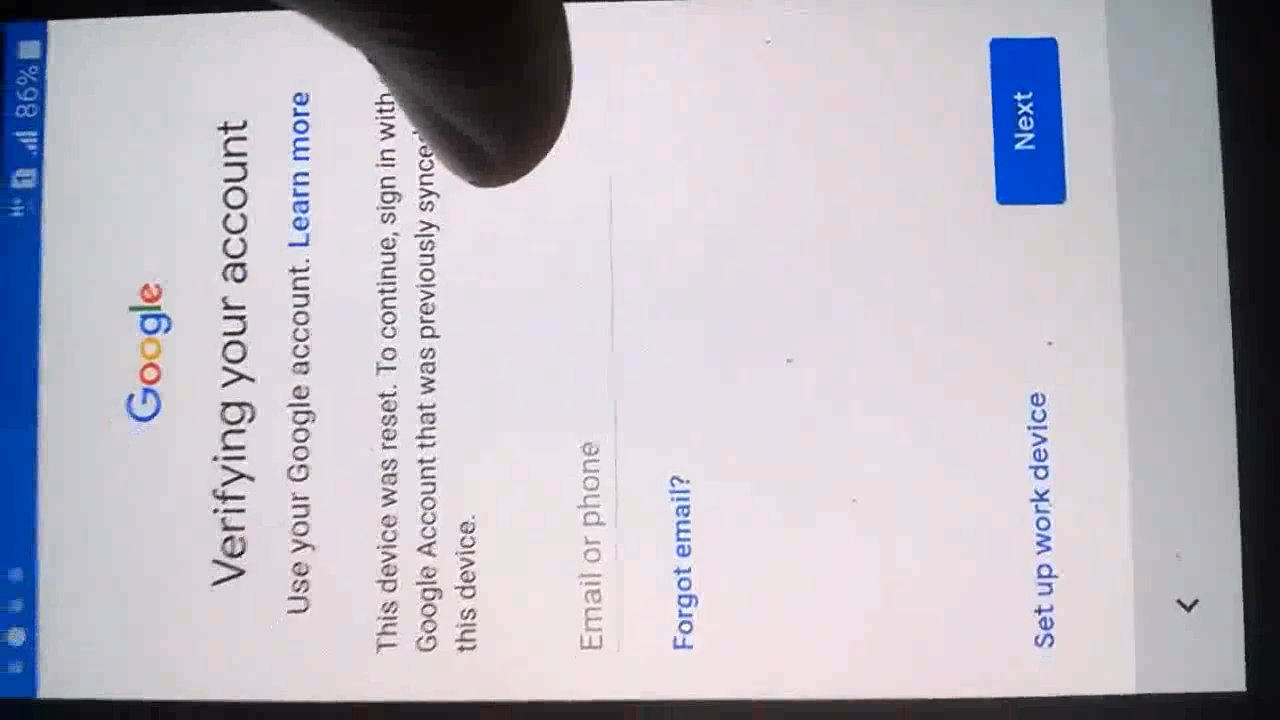 86%
Google
Verifying your account
Use your Google account. Learn more
This device was reset. To continue, sign in with
Google Account that was previously synced
this device.
Email or phone
Forgot email?
Set up work device
Next